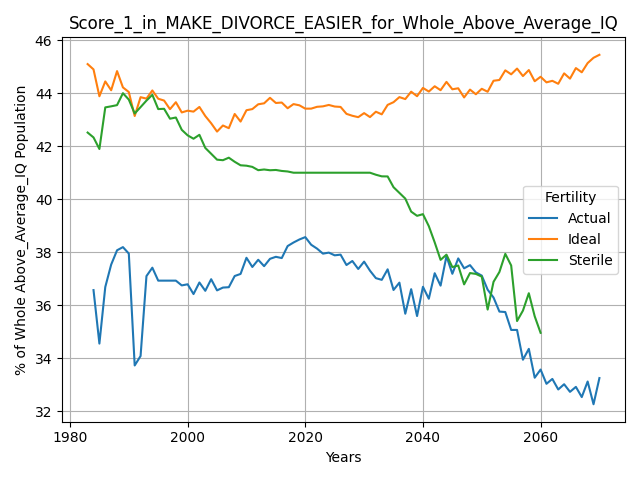 Score_1_in_MAKE_DIVORCE_EASIER_for_Whole_Above_Average_IQ
% of Whole Above_Average_IQ Population
46
44
42
40
38
36
34
32
Fertility
Actual
Ideal
Sterile
1980
2000
2020
2040
2060
Years